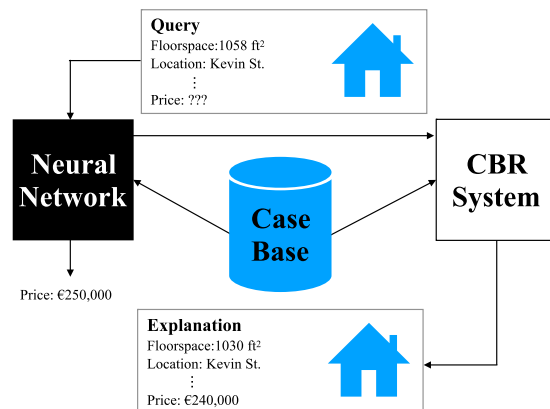 Query
Floorspace:1058 ft²
Location: Kevin St.
⋮
Price: ???
Neural
Network
CBR
System
Case
Base
Price: €250,000
Explanation
Floorspace:1030 ft²
Location: Kevin St.
⋮
Price: €240,000